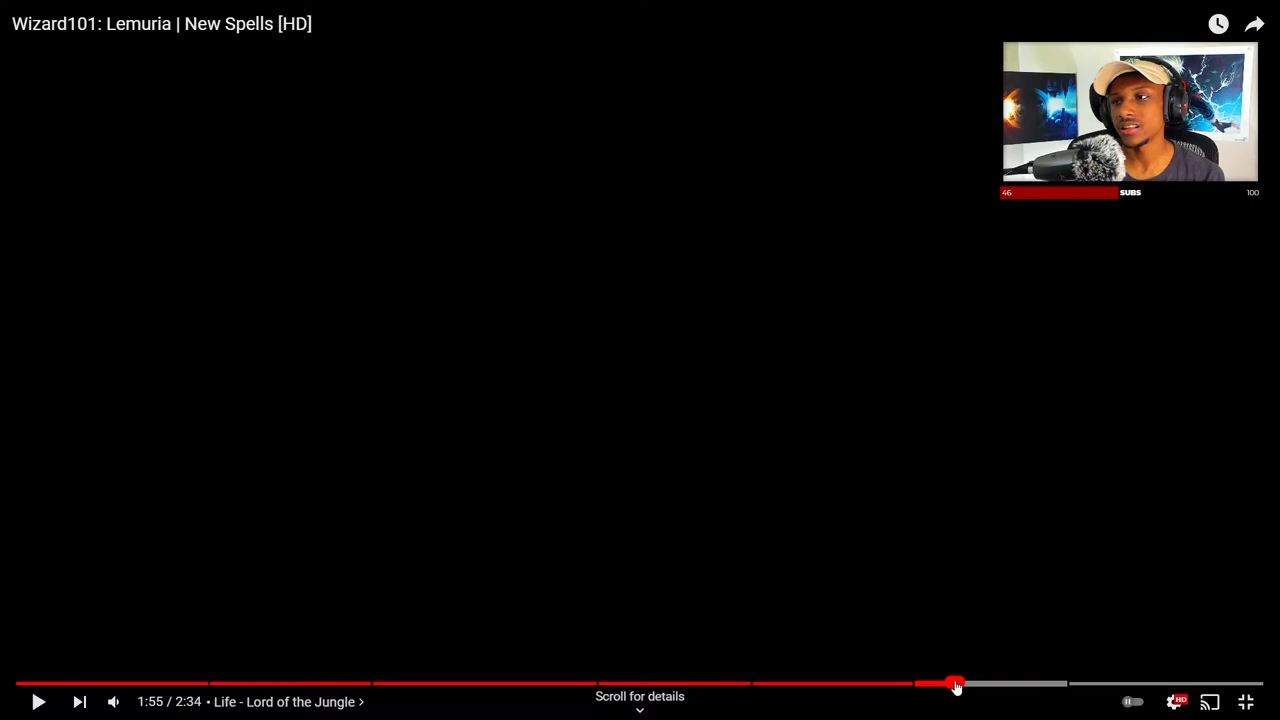 Wizard101: Lemuria | New Spells [HD]
46 SUBS 100
Scroll for details
1:55 / 2:34 • Life - Lord of the Jungle >
HD